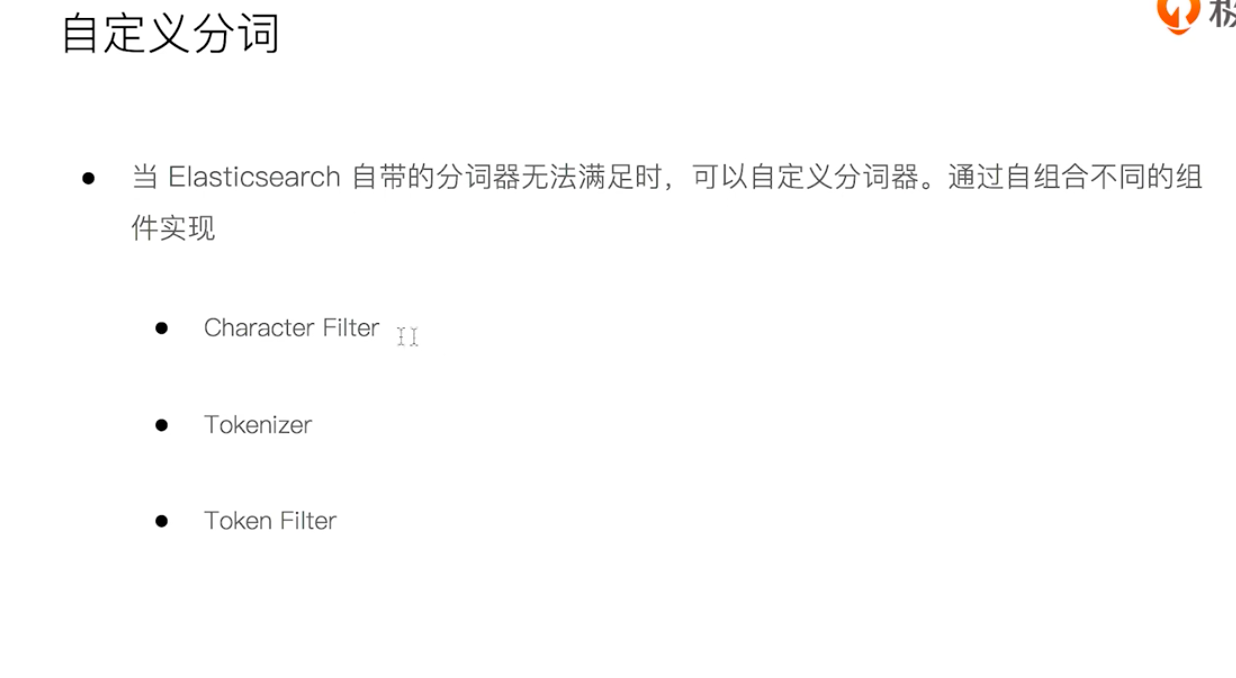 自定义分词
当 Elasticsearch 自带的分词器无法满足时，可以自定义分词器。通过自组合不同的组
件实现
Character Filter
Tokenizer
Token Filter